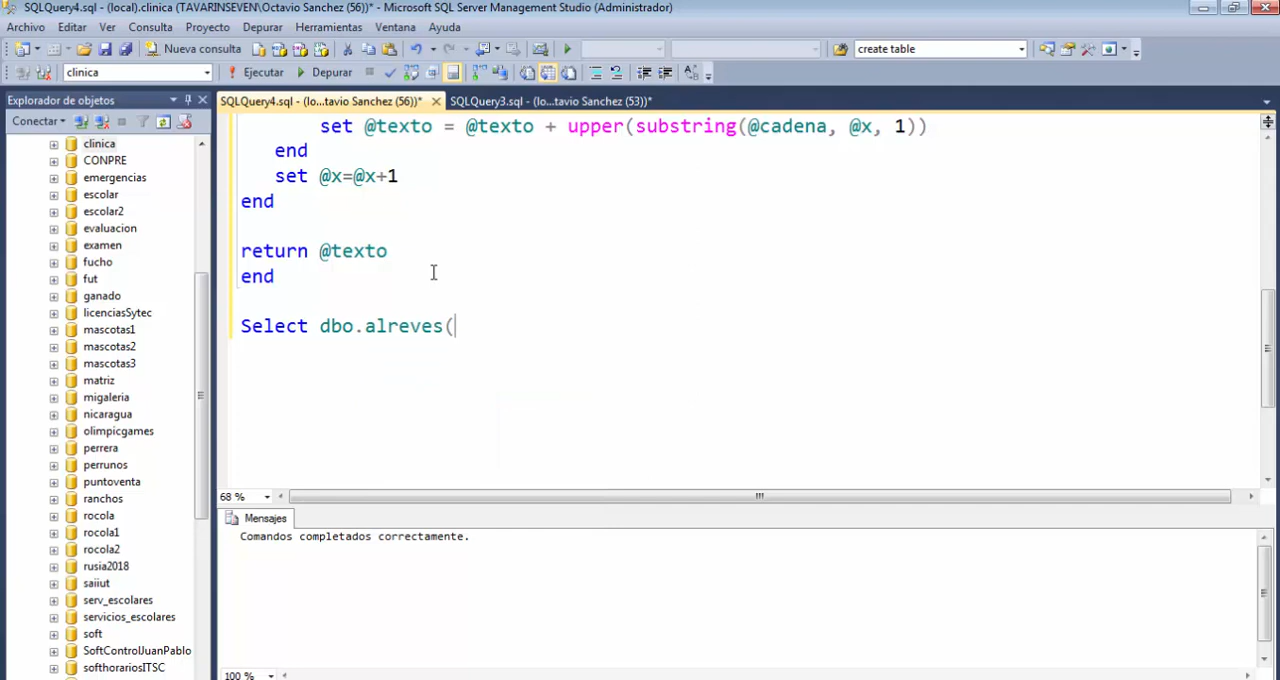 SQLQuery4.sql - (local).clinica (TAVARINSEVEN\Octavio Sanchez (56))* - Microsoft SQL Server Management Studio (Administrador)
Archivo Editar Ver Consulta Proyecto Depurar Herramientas Ventana Ayuda
Nueva consulta create table
clinica Ejecutar Depurar
Explorador de objetos
SQLQuery4.sql - (lo...tavio Sanchez (56))* SQLQuery3.sql - (lo...tavio Sanchez (53))*
Conectar
clinica
CONPRE
emergencias
escolar
escolar2
evaluacion
examen
fucho
fut
ganado
licenciasSytec
mascotas1
mascotas2
mascotas3
matriz
migaleria
nicaragua
olimpicgames
perrera
perrunos
puntoventa
ranchos
rocola
rocola1
rocola2
rusia2018
saiiut
serv_escolares
servicios_escolares
soft
SoftControlJuanPablo
softhorariosITSC
set @texto = @texto + upper(substring(@cadena, @x, 1))
end
set @x=@x+1
end
return @texto
end
Select dbo.alreves(
68 %
Mensajes
Comandos completados correctamente.
100 %